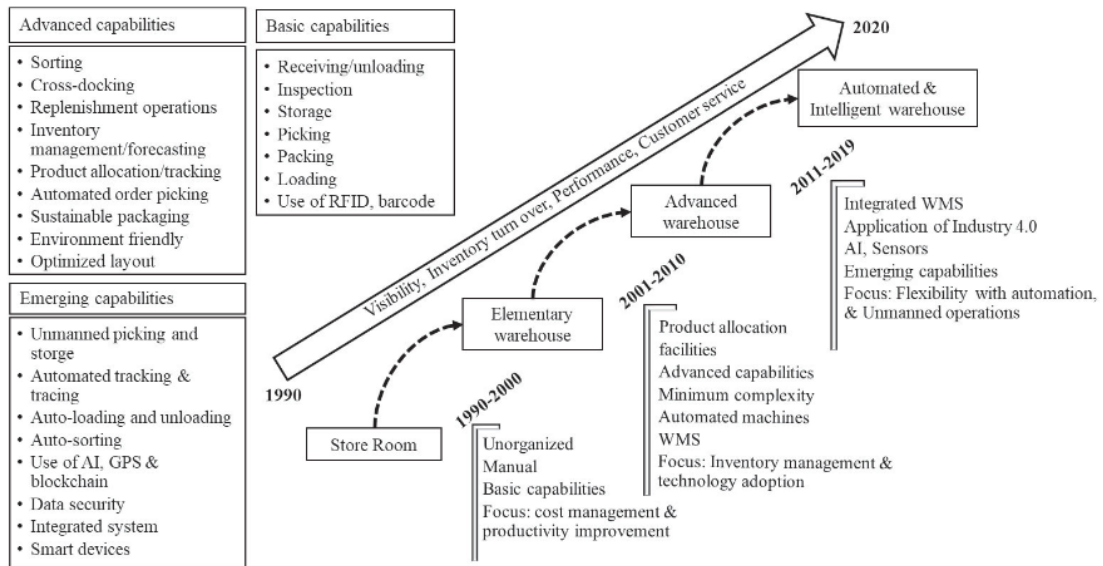 Advanced capabilities
• Sorting
• Cross-docking
• Replenishment operations
• Inventory
management/forecasting
• Product allocation/tracking
• Automated order picking
• Sustainable packaging
• Environment friendly
• Optimized layout
Emerging capabilities
• Unmanned picking and
storge
• Automated tracking &
tracing
• Auto-loading and unloading
• Auto-sorting
• Use of AI, GPS &
blockchain
• Data security
• Integrated system
• Smart devices
Basic capabilities
• Receiving/unloading
• Inspection
• Storage
• Picking
• Packing
• Loading
• Use of RFID, barcode
1990
Visibility, Inventory turn over, Performance, Customer service
2020
Store Room
Elementary
warehouse
Advanced
warehouse
Automated &
Intelligent warehouse
1990-2000
Unorganized
Manual
Basic capabilities
Focus: cost management &
productivity improvement
2001-2010
Product allocation
facilities
Advanced capabilities
Minimum complexity
Automated machines
WMS
Focus: Inventory management &
technology adoption
2011-2019
Integrated WMS
Application of Industry 4.0
AI, Sensors
Emerging capabilities
Focus: Flexibility with automation,
& Unmanned operations